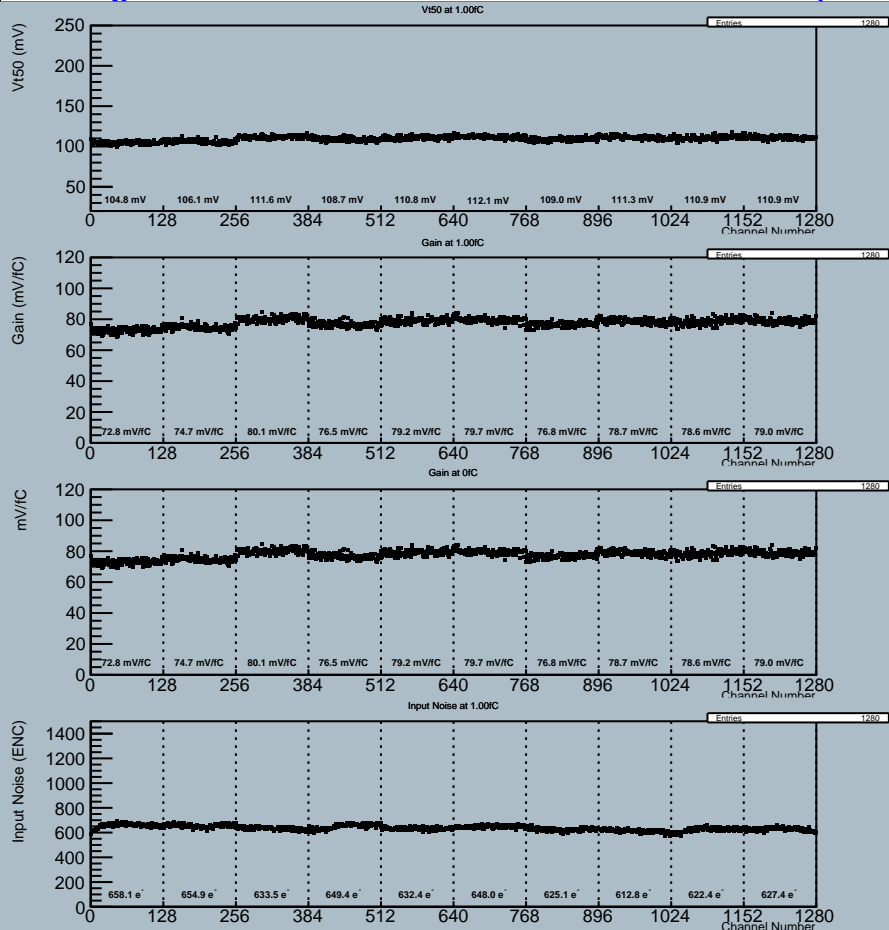 Vt50 at 1.00fC
Entries 1280
Vt50 (mV)
250
200
150
100
50
104.8 mV 106.1 mV 111.6 mV 108.7 mV 110.8 mV 112.1 mV 109.0 mV 111.3 mV 110.9 mV 110.9 mV
0 128 256 384 512 640 768 896 1024 1152 1280
Channel Number
Gain at 1.00fC
Entries 1280
Gain (mV/fC)
120
100
80
60
40
20
0
72.8 mV/fC 74.7 mV/fC 80.1 mV/fC 76.5 mV/fC 79.2 mV/fC 79.7 mV/fC 76.8 mV/fC 78.7 mV/fC 78.6 mV/fC 79.0 mV/fC
0 128 256 384 512 640 768 896 1024 1152 1280
Channel Number
Gain at 0fC
Entries 1280
mV/fC
120
100
80
60
40
20
0
72.8 mV/fC 74.7 mV/fC 80.1 mV/fC 76.5 mV/fC 79.2 mV/fC 79.7 mV/fC 76.8 mV/fC 78.7 mV/fC 78.6 mV/fC 79.0 mV/fC
0 128 256 384 512 640 768 896 1024 1152 1280
Channel Number
Input Noise at 1.00fC
Entries 1280
Input Noise (ENC)
1400
1200
1000
800
600
400
200
0
658.1 e⁻ 654.9 e⁻ 633.5 e⁻ 649.4 e⁻ 632.4 e⁻ 648.0 e⁻ 625.1 e⁻ 612.8 e⁻ 622.4 e⁻ 627.4 e⁻
0 128 256 384 512 640 768 896 1024 1152 1280
Channel Number